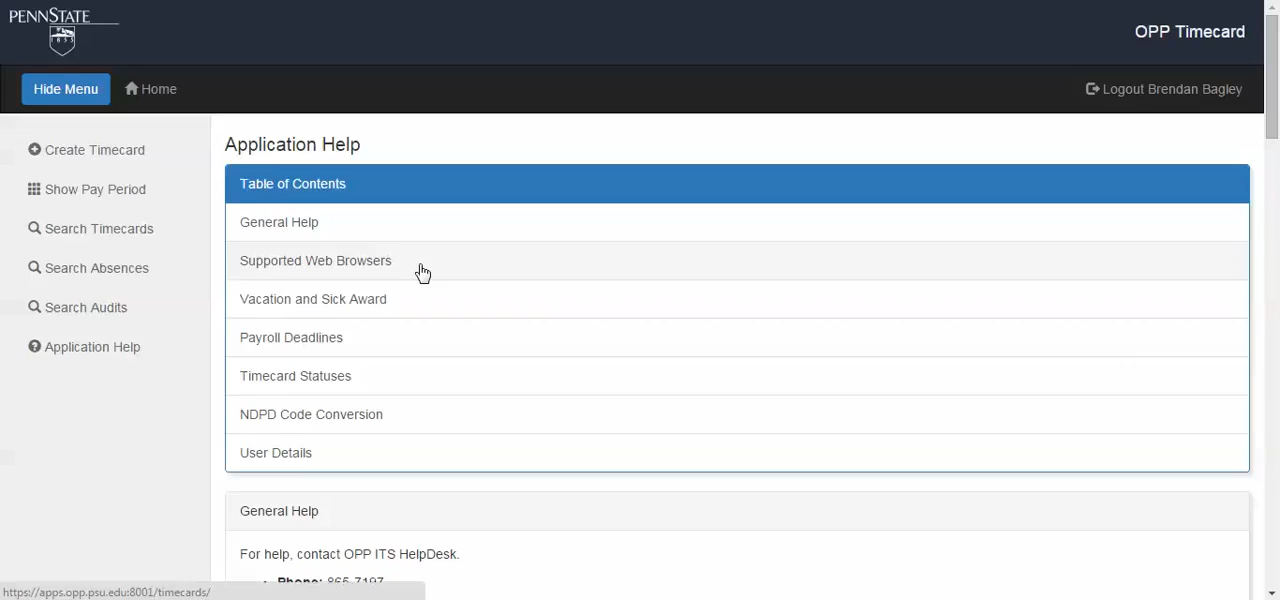 PENNSTATE
1855
OPP Timecard
Hide Menu
Home
Logout Brendan Bagley
Create Timecard
Show Pay Period
Search Timecards
Search Absences
Search Audits
Application Help
Application Help
Table of Contents
General Help
Supported Web Browsers
Vacation and Sick Award
Payroll Deadlines
Timecard Statuses
NDPD Code Conversion
User Details
General Help
For help, contact OPP ITS HelpDesk.
Phone: 865-7197
https://apps.opp.psu.edu:8001/timecards/